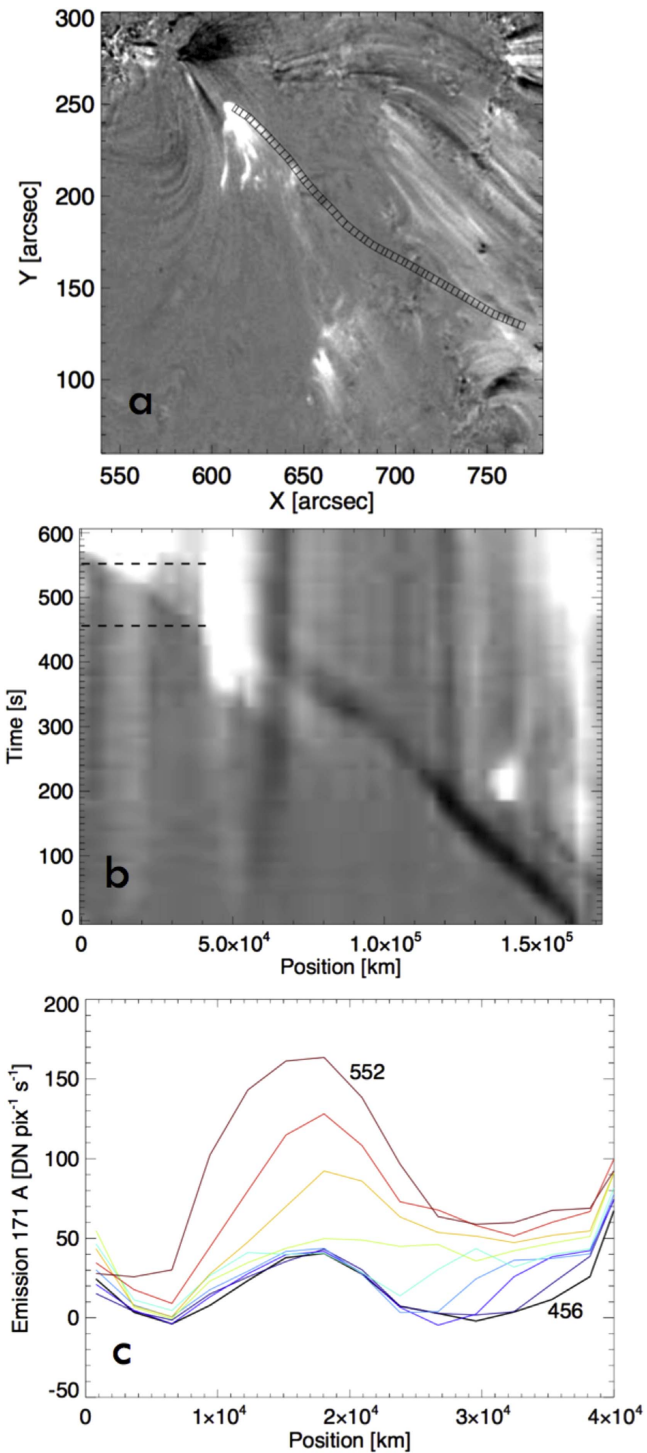 300
250
200
150
100
Y [arcsec]
a
550 600 650 700 750
X [arcsec]
600
500
400
300
200
100
0
Time [s]
b
0 5.0×10⁴ 1.0×10⁵ 1.5×10⁵
Position [km]
200
150
100
50
0
-50
Emission 171 A [DN pix⁻¹ s⁻¹]
552
456
c
0 1×10⁴ 2×10⁴ 3×10⁴ 4×10⁴
Position [km]